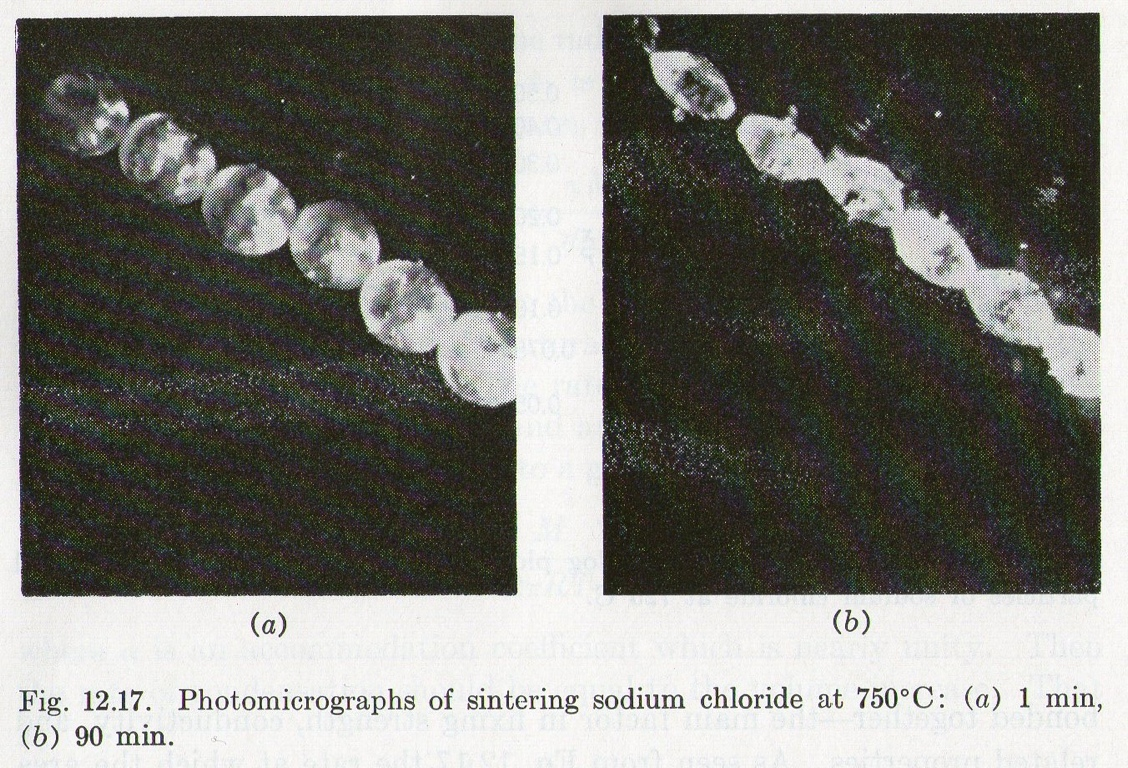 (a) (b)
Fig. 12.17. Photomicrographs of sintering sodium chloride at 750°C: (a) 1 min,
(b) 90 min.